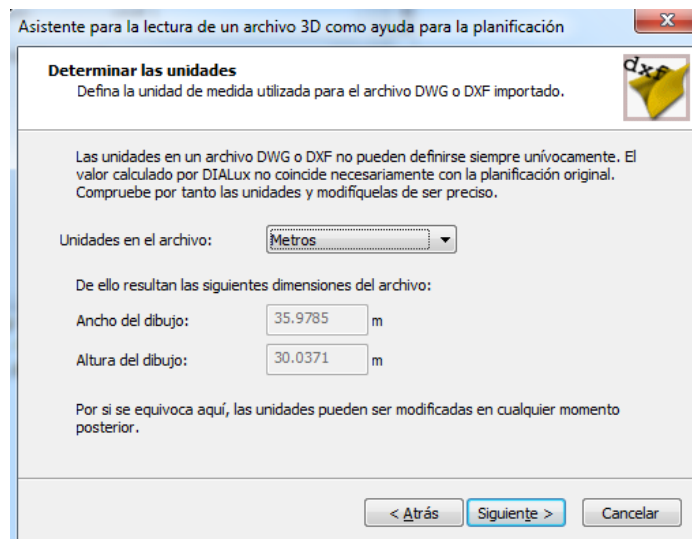 Asistente para la lectura de un archivo 3D como ayuda para la planificación
Determinar las unidades
Defina la unidad de medida utilizada para el archivo DWG o DXF importado.
dxf
Las unidades en un archivo DWG o DXF no pueden definirse siempre unívocamente. El
valor calculado por DIALux no coincide necesariamente con la planificación original.
Compruebe por tanto las unidades y modifíquelas de ser preciso.
Unidades en el archivo: Metros
De ello resultan las siguientes dimensiones del archivo:
Ancho del dibujo: 35.9785 m
Altura del dibujo: 30.0371 m
Por si se equivoca aquí, las unidades pueden ser modificadas en cualquier momento
posterior.
< Atrás Siguiente > Cancelar